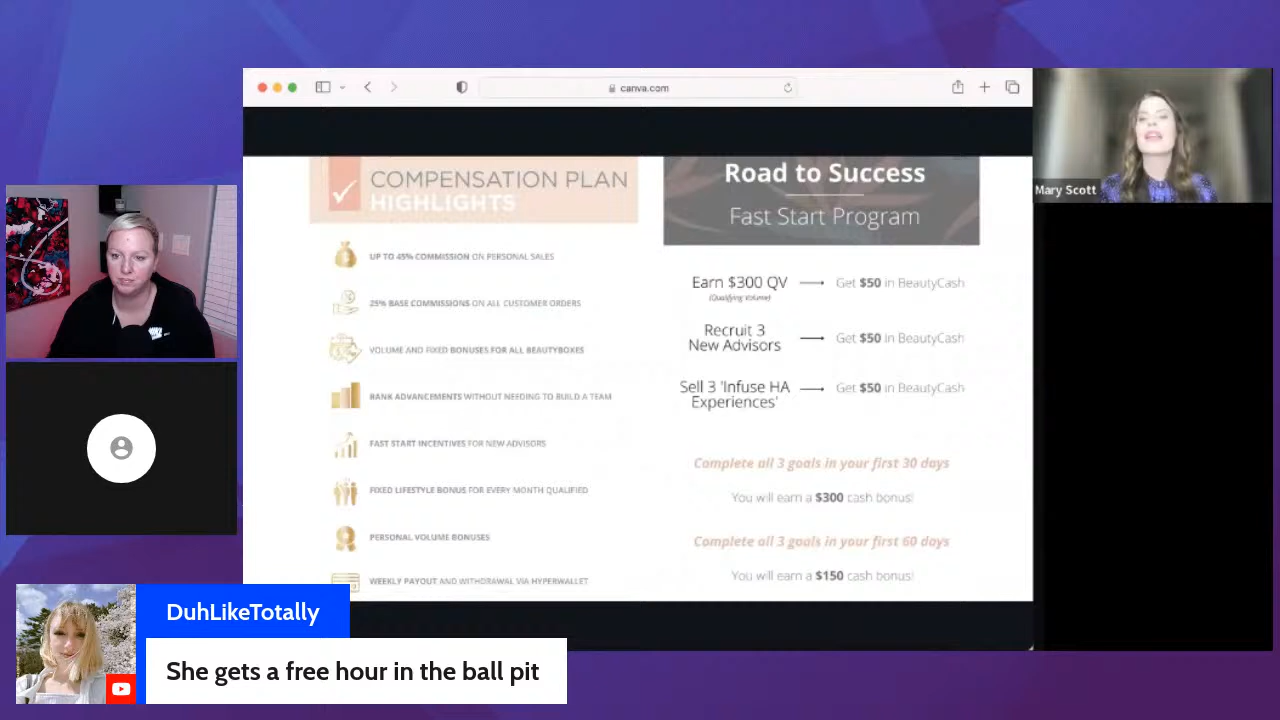 canva.com
COMPENSATION PLAN
HIGHLIGHTS
UP TO 45% COMMISSION ON PERSONAL SALES
25% BASE COMMISSIONS ON ALL CUSTOMER ORDERS
VOLUME AND FIXED BONUSES FOR ALL BEAUTYBOXES
RANK ADVANCEMENTS WITHOUT NEEDING TO BUILD A TEAM
FAST START INCENTIVES FOR NEW ADVISORS
FIXED LIFESTYLE BONUS FOR EVERY MONTH QUALIFIED
PERSONAL VOLUME BONUSES
WEEKLY PAYOUT AND WITHDRAWAL VIA HYPERWALLET
Road to Success
Fast Start Program
Earn $300 QV
(Qualifying Volume)
Get $50 in BeautyCash
Recruit 3
New Advisors
Get $50 in BeautyCash
Sell 3 'Infuse HA
Experiences'
Get $50 in BeautyCash
Complete all 3 goals in your first 30 days
You will earn a $300 cash bonus!
Complete all 3 goals in your first 60 days
You will earn a $150 cash bonus!
Mary Scott
DuhLikeTotally
She gets a free hour in the ball pit